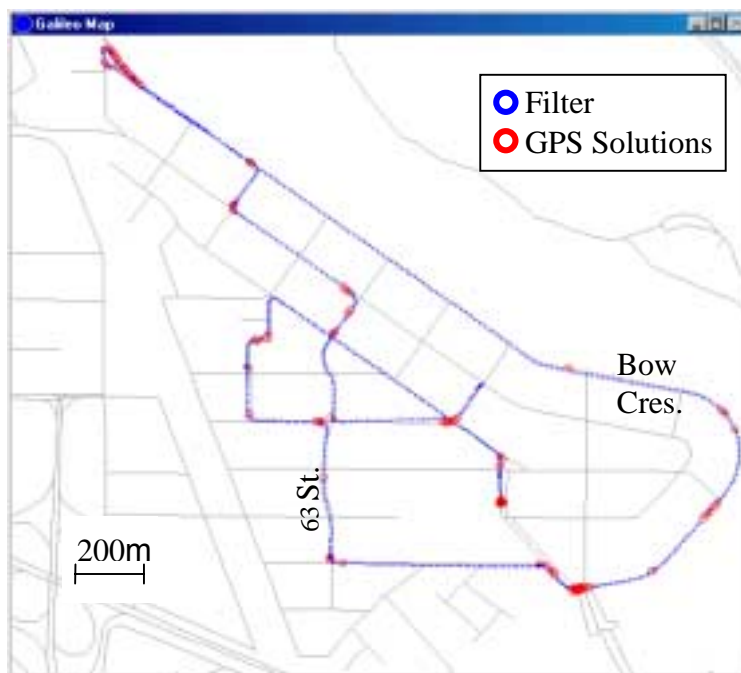 Galileo Map
Filter
GPS Solutions
Bow
Cres.
63 St.
200m